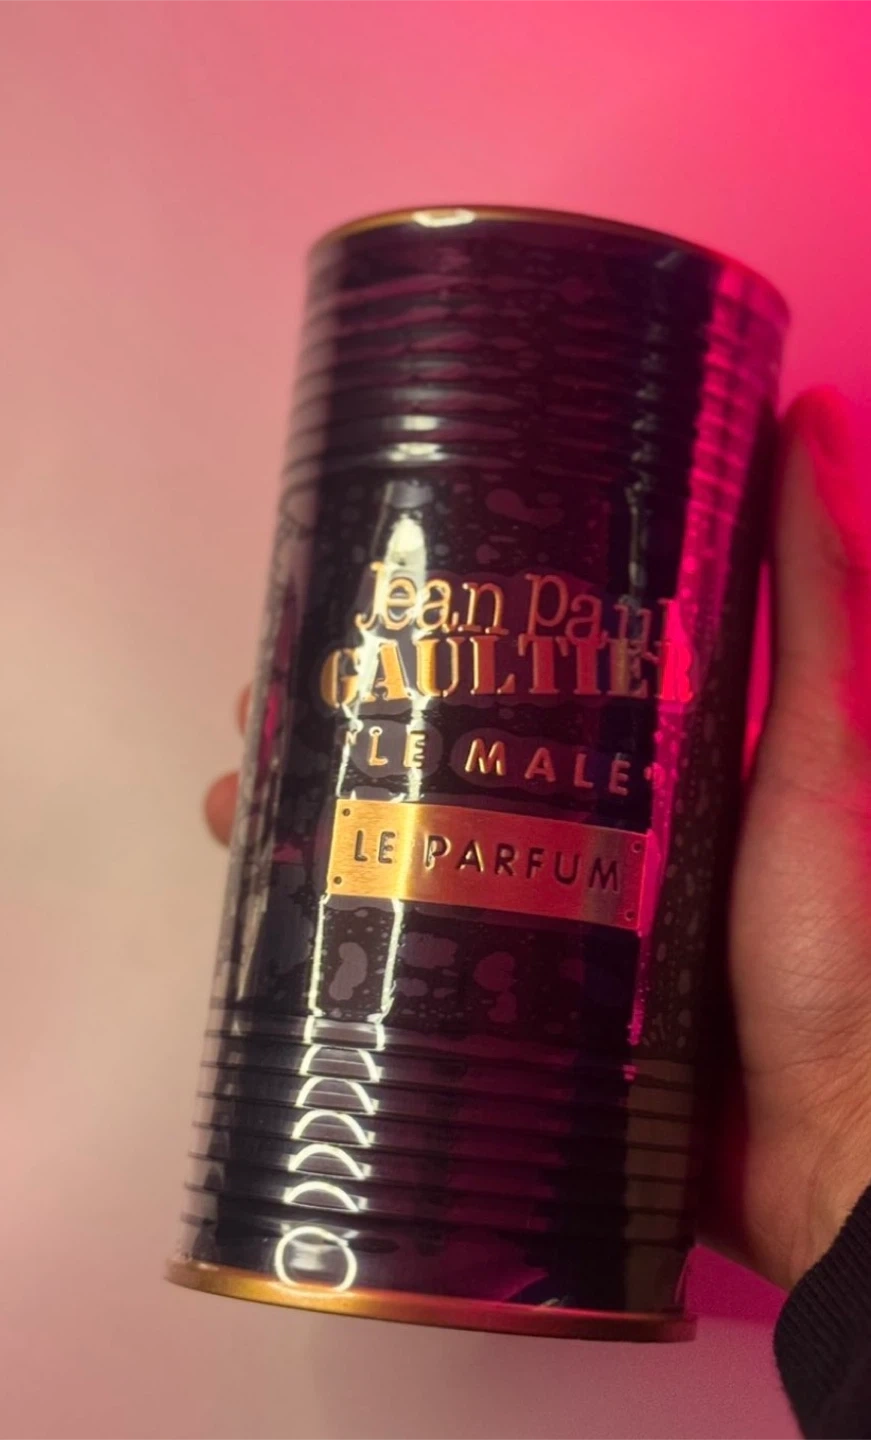 Jean Paul
GAULTIER
"LE MALE"
LE PARFUM